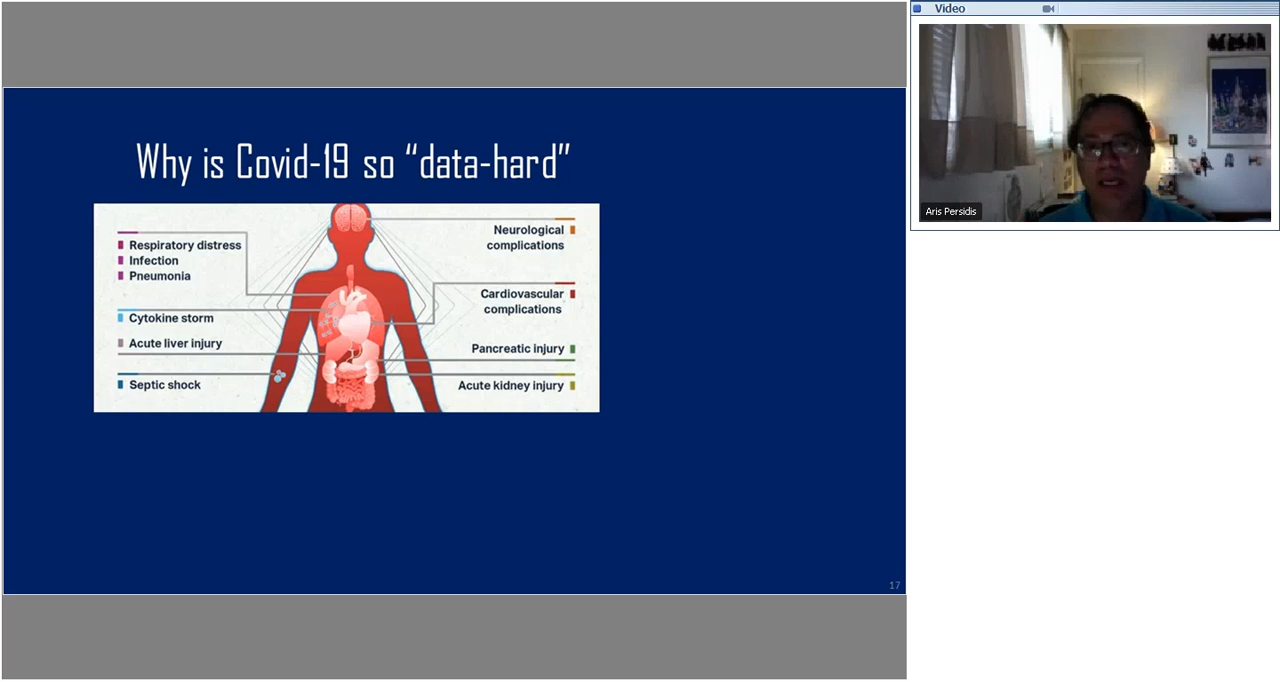 Video
Aris Persidis
Why is Covid-19 so “data-hard”
Respiratory distress
Infection
Pneumonia
Cytokine storm
Acute liver injury
Septic shock
Neurological
complications
Cardiovascular
complications
Pancreatic injury
Acute kidney injury
17